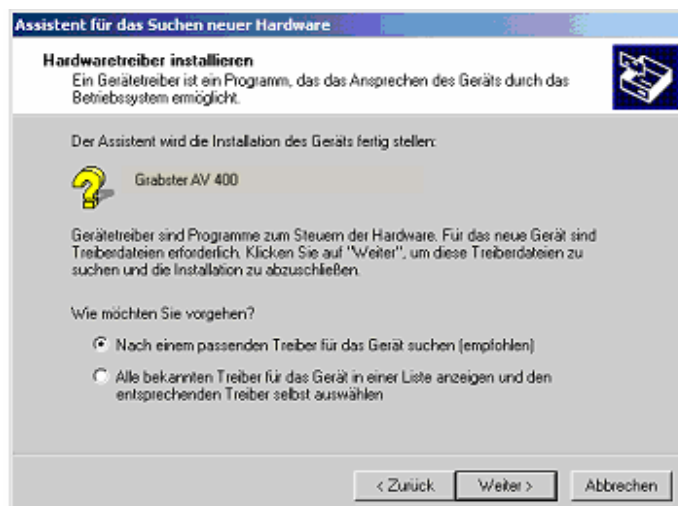 Assistent für das Suchen neuer Hardware
Hardwaretreiber installieren
Ein Gerätetreiber ist ein Programm, das das Ansprechen des Geräts durch das
Betriebssystem ermöglicht.
Der Assistent wird die Installation des Geräts fertig stellen:
Grabster AV 400
Gerätetreiber sind Programme zum Steuern der Hardware. Für das neue Gerät sind
Treiberdateien erforderlich. Klicken Sie auf "Weiter", um diese Treiberdateien zu
suchen und die Installation zu abzuschließen.
Wie möchten Sie vorgehen?
Nach einem passenden Treiber für das Gerät suchen (empfohlen)
Alle bekannten Treiber für das Gerät in einer Liste anzeigen und den
entsprechenden Treiber selbst auswählen
< Zurück Weiter > Abbrechen